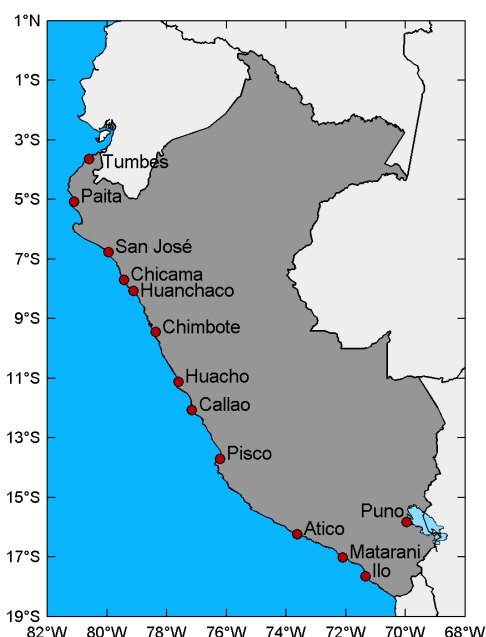 1°N
1°S
3°S
Tumbes
5°S
Paita
7°S
San José
Chicama
Huanchaco
9°S
Chimbote
11°S
Huacho
Callao
13°S
Pisco
15°S
Puno
Atico
17°S
Matarani
Ilo
19°S
82°W 80°W 78°W 76°W 74°W 72°W 70°W 68°W